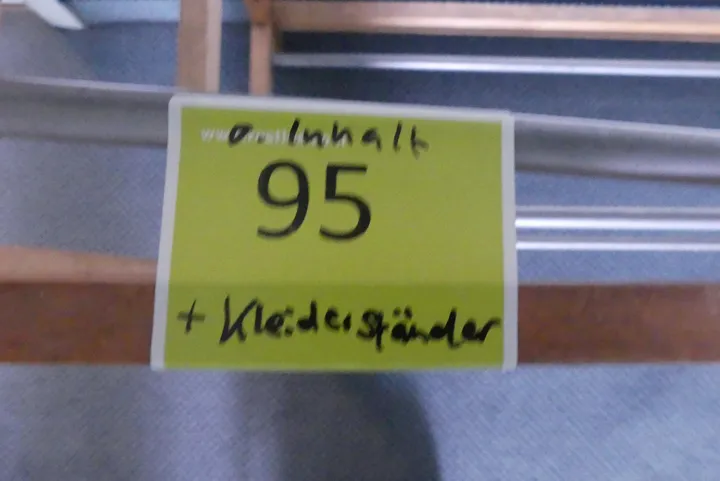 o. Inhalt
95
+ Kleiderständer